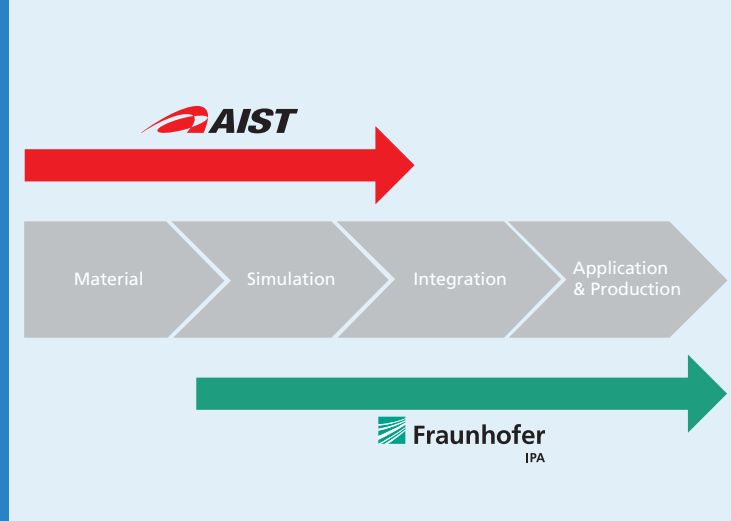 AIST
Material
Simulation
Integration
Application
& Production
Fraunhofer
IPA